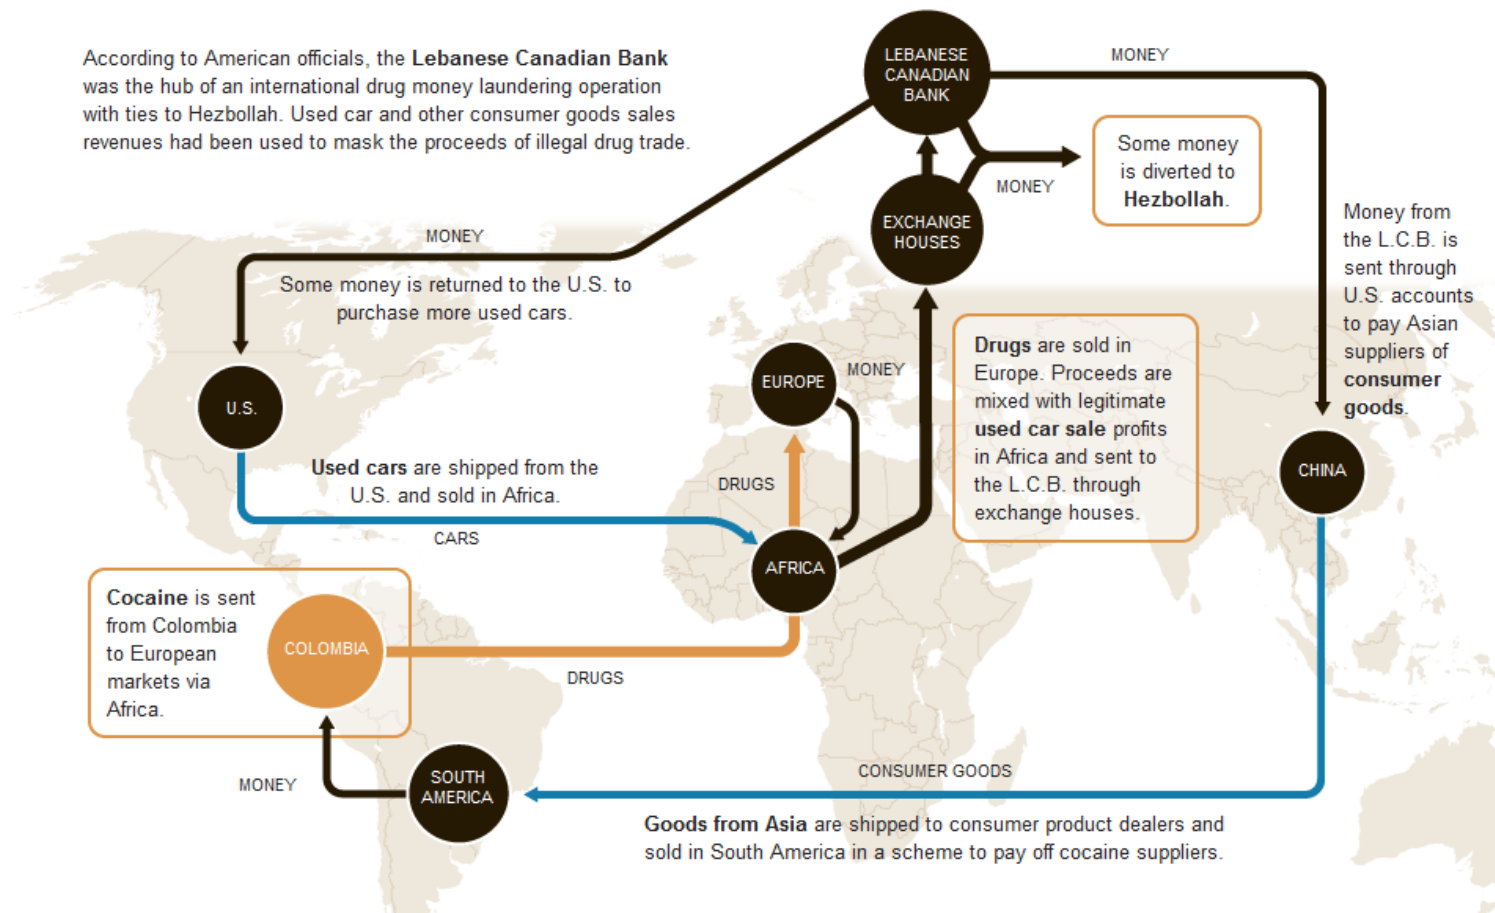 According to American officials, the Lebanese Canadian Bank
was the hub of an international drug money laundering operation
with ties to Hezbollah. Used car and other consumer goods sales
revenues had been used to mask the proceeds of illegal drug trade.
LEBANESE
CANADIAN
BANK
MONEY
Some money
is diverted to
Hezbollah.
MONEY
EXCHANGE
HOUSES
Money from
the L.C.B. is
sent through
U.S. accounts
to pay Asian
suppliers of
consumer
goods.
MONEY
Some money is returned to the U.S. to
purchase more used cars.
Drugs are sold in
Europe. Proceeds are
mixed with legitimate
used car sale profits
in Africa and sent to
the L.C.B. through
exchange houses.
EUROPE
MONEY
U.S.
CHINA
Used cars are shipped from the
U.S. and sold in Africa.
DRUGS
CARS
AFRICA
Cocaine is sent
from Colombia
to European
markets via
Africa.
COLOMBIA
DRUGS
MONEY
SOUTH
AMERICA
CONSUMER GOODS
Goods from Asia are shipped to consumer product dealers and
sold in South America in a scheme to pay off cocaine suppliers.